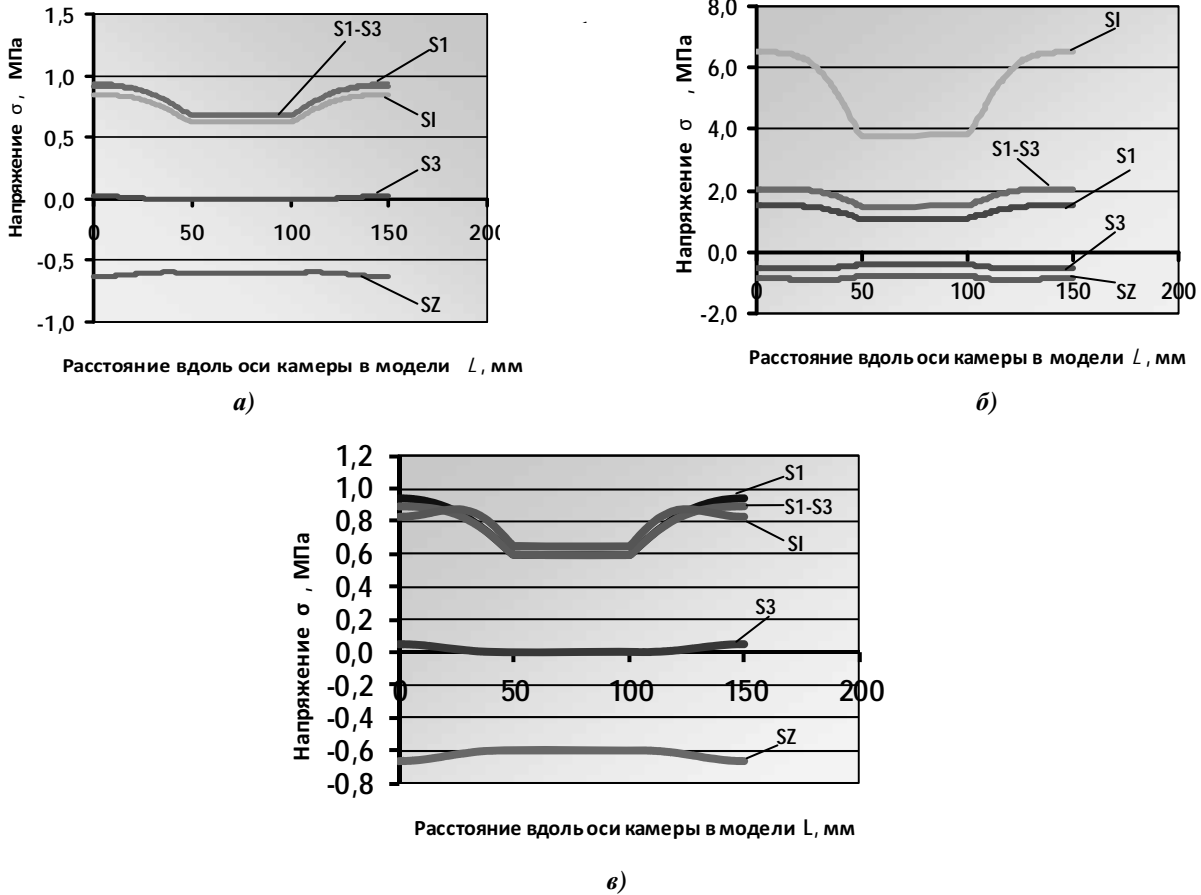 Напряжение σ, МПа
1,5
1,0
0,5
0,0
-0,5
-1,0
0 50 100 150 20
S1-S3
S1
SI
S3
SZ
Расстояние вдоль оси камеры в модели L, мм
а)
Напряжение σ , МПа
8,0
6,0
4,0
2,0
0,0
-2,0
0 50 100 150 200
SI
S1-S3
S1
S3
SZ
Расстояние вдоль оси камеры в модели L, мм
б)
Напряжение σ , МПа
1,2
1,0
0,8
0,6
0,4
0,2
0,0
-0,2
-0,4
-0,6
-0,8
0 50 100 150 200
S1
S1-S3
SI
S3
SZ
Расстояние вдоль оси камеры в модели L, мм
в)